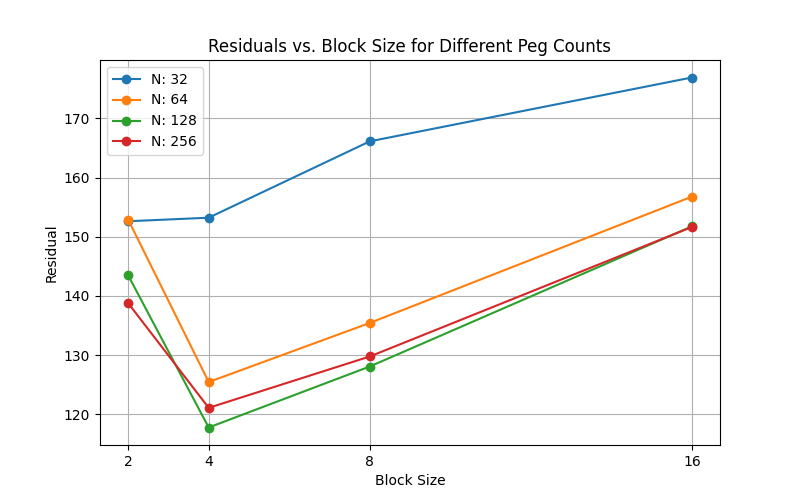 Residuals vs. Block Size for Different Peg Counts
N: 32
N: 64
N: 128
N: 256
Residual
170
160
150
140
130
120
2 4 8 16
Block Size